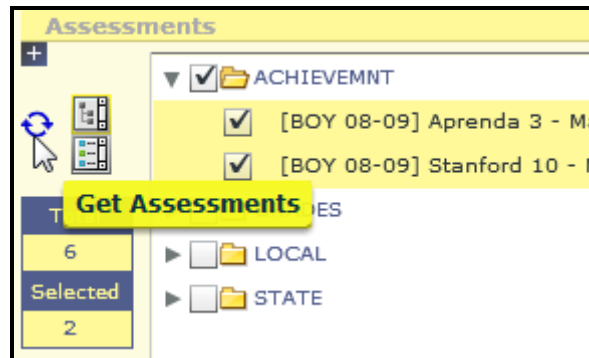 Assessments
+
ACHIEVEMNT
[BOY 08-09] Aprenda 3 -
[BOY 08-09] Stanford 10 -
Get Assessments
6
LOCAL
Selected
STATE
2